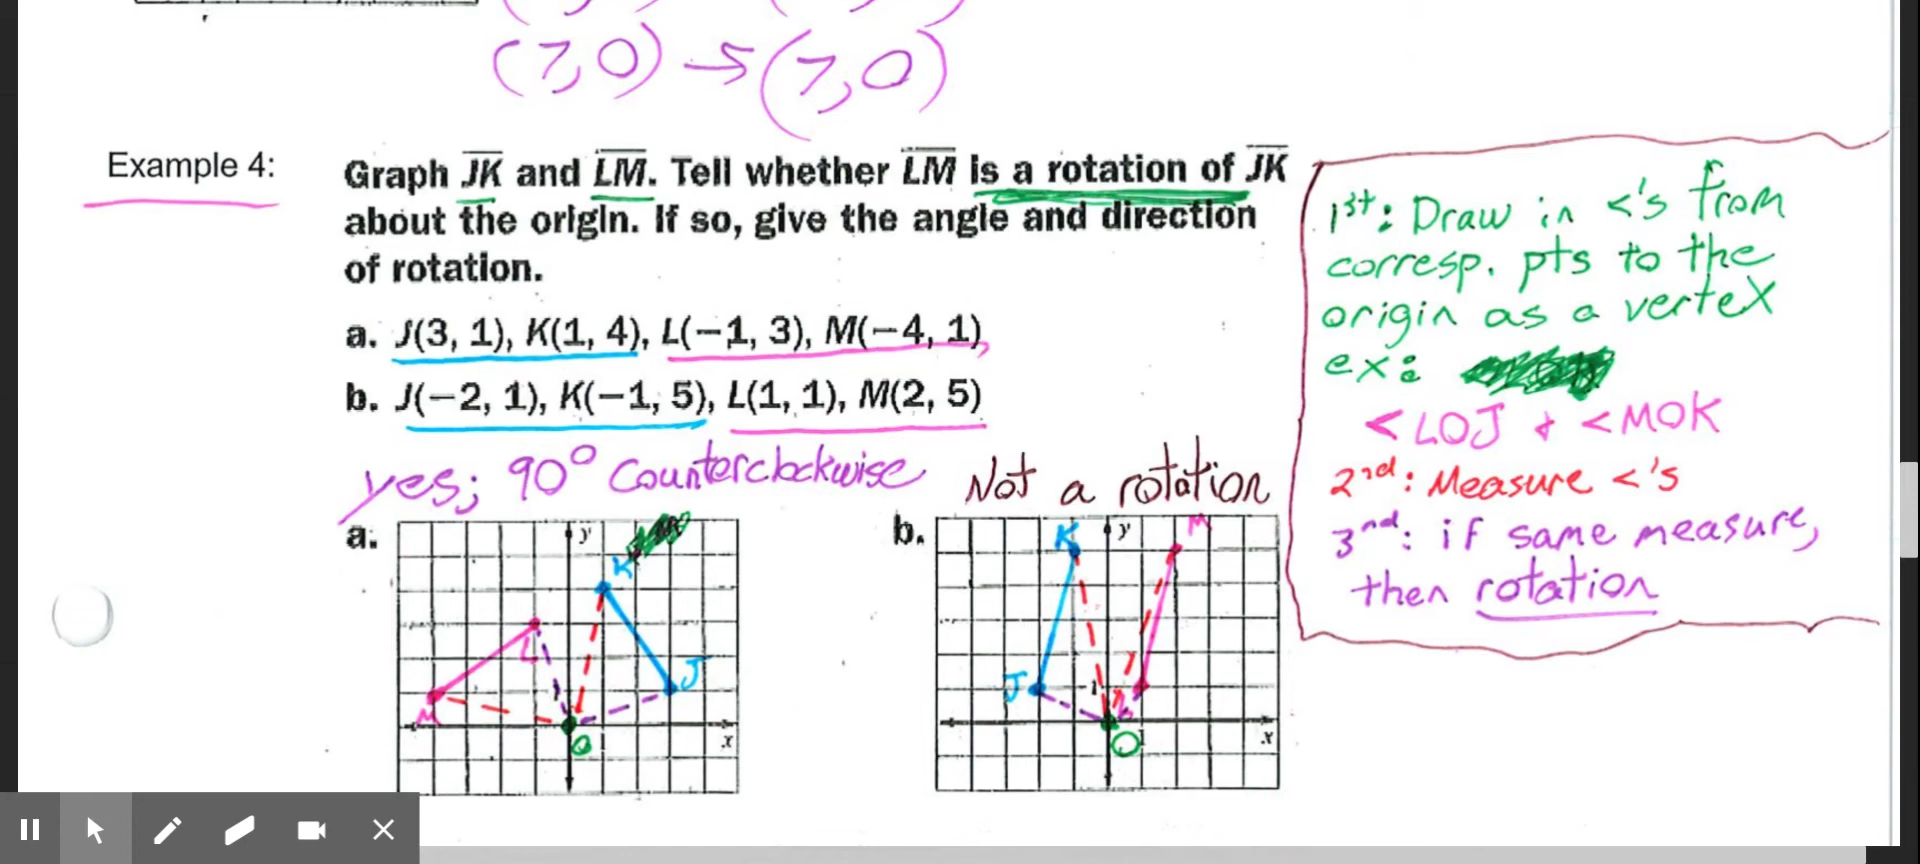 (7,0) → (7,0)
Example 4:
Graph JK and LM. Tell whether LM is a rotation of JK
about the origin. If so, give the angle and direction
of rotation.
a. J(3, 1), K(1, 4), L(−1, 3), M(−4, 1)
b. J(−2, 1), K(−1, 5), L(1, 1), M(2, 5)
yes; 90° Counterclockwise
Not a rotation
a.
y
K
L
J
M
O
x
b.
K
y
M
J
1
L
O
x
1st: Draw in <'s from
corresp. pts to the
origin as a vertex
ex:
<LOJ + <MOK
2nd: Measure <'s
3nd: if same measure,
then rotation